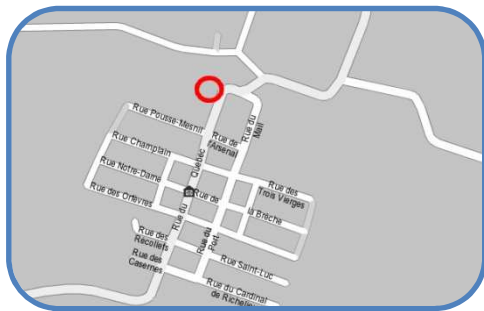 Rue Pousse-Mesnil
Rue du
Mail
Rue de
l'Arsenal
Rue Champlain
Québec
Rue Notre-Dame
Rue des
Trois Vierges
Rue des Orfèvres
Rue de
la Brèche
Rue du
Rue des
Récollets
Rue du
Port
Rue des
Casernes
Rue Saint-Luc
Rue du Cardinal
de Richelieu